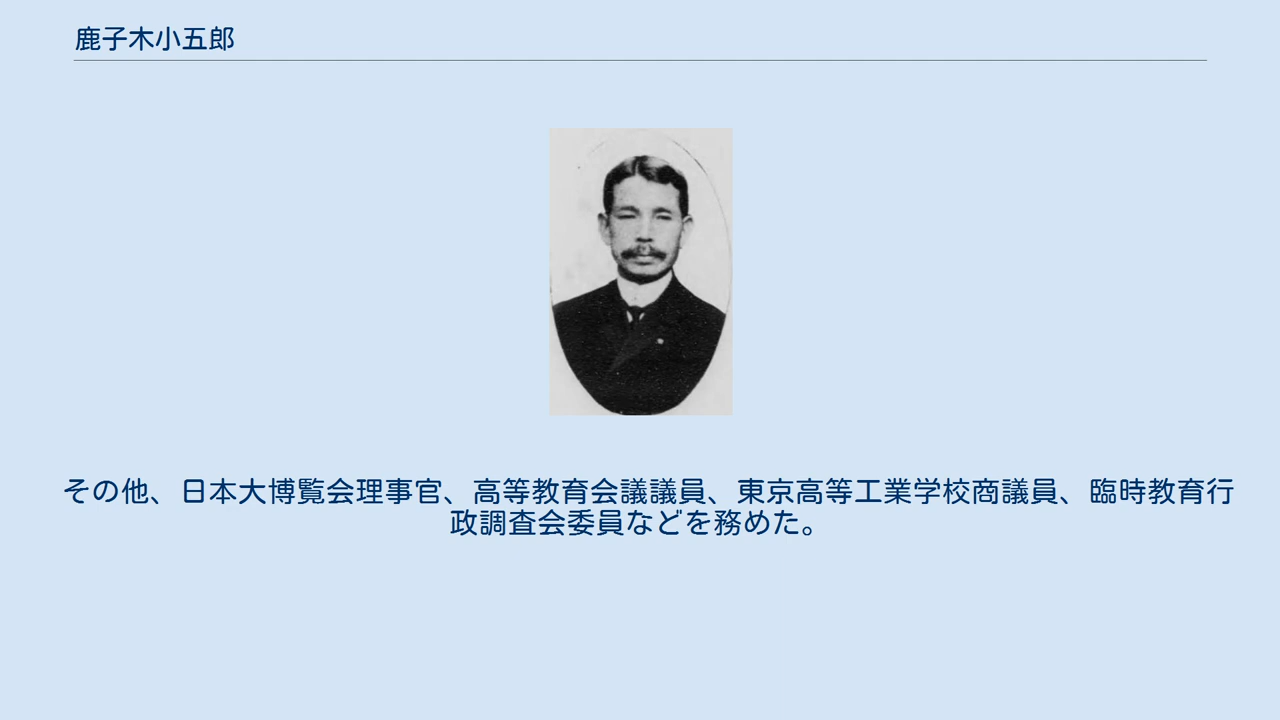 鹿子木小五郎
その他、日本大博覧会理事官、高等教育会議議員、東京高等工業学校商議員、臨時教育行
政調査会委員などを務めた。